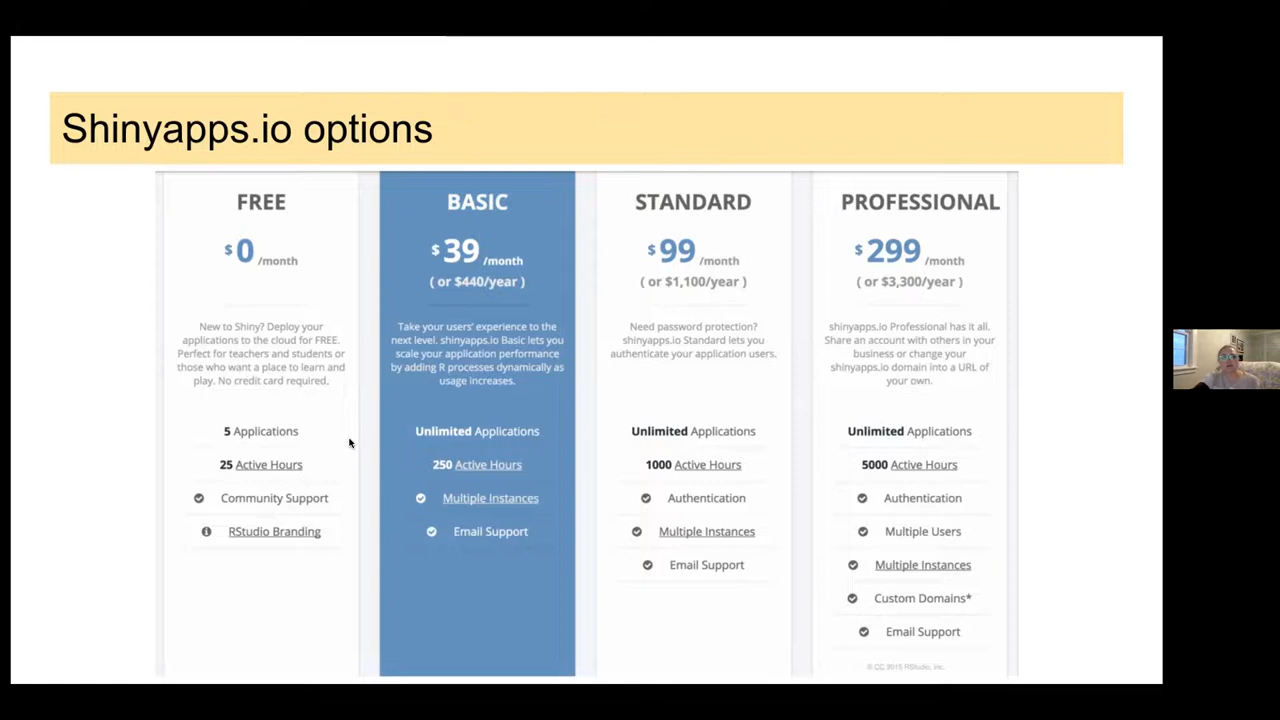 Shinyapps.io options
FREE
$0 /month
New to Shiny? Deploy your
applications to the cloud for FREE.
Perfect for teachers and students or
those who want a place to learn and
play. No credit card required.
5 Applications
25 Active Hours
Community Support
RStudio Branding
BASIC
$39 /month
( or $440/year )
Take your users' experience to the
next level. shinyapps.io Basic lets you
scale your application performance
by adding R processes dynamically as
usage increases.
Unlimited Applications
250 Active Hours
Multiple Instances
Email Support
STANDARD
$99 /month
( or $1,100/year )
Need password protection?
shinyapps.io Standard lets you
authenticate your application users.
Unlimited Applications
1000 Active Hours
Authentication
Multiple Instances
Email Support
PROFESSIONAL
$299 /month
( or $3,300/year )
shinyapps.io Professional has it all.
Share an account with others in your
business or change your
shinyapps.io domain into a URL of
your own.
Unlimited Applications
5000 Active Hours
Authentication
Multiple Users
Multiple Instances
Custom Domains*
Email Support
© CC 2015 RStudio, Inc.